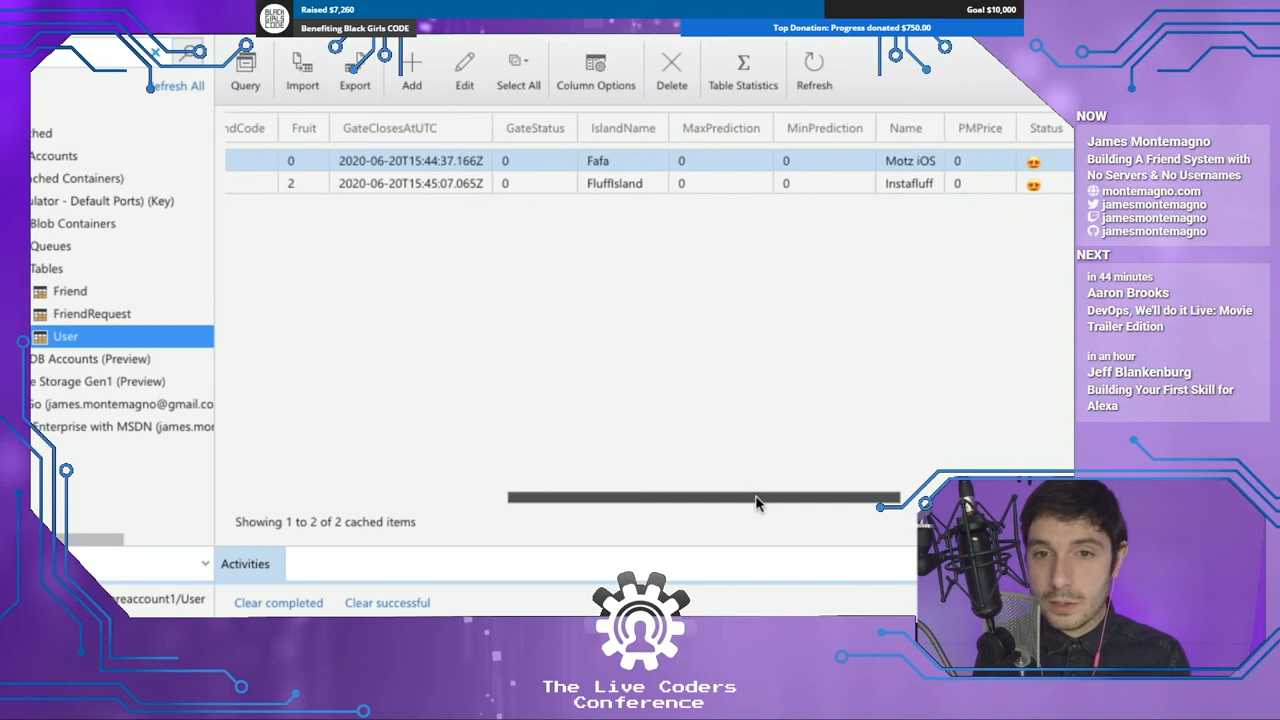 BLACK GIRLS CODE
Raised $7,260
Goal $10,000
Benefiting Black Girls CODE
Top Donation: Progress donated $750.00
efresh All
Query
Import
Export
Add
Edit
Select All
Column Options
Delete
Table Statistics
Refresh
ndCode Fruit GateClosesAtUTC GateStatus IslandName MaxPrediction MinPrediction Name PMPrice Status
0 2020-06-20T15:44:37.166Z 0 Fafa 0 0 Motz iOS 0 😍
2 2020-06-20T15:45:07.065Z 0 FluffIsland 0 0 Instafluff 0 😍
hed
Accounts
ached Containers)
ulator - Default Ports) (Key)
Blob Containers
Queues
Tables
Friend
FriendRequest
User
DB Accounts (Preview)
e Storage Gen1 (Preview)
Go (james.montemagno@gmail.co
Enterprise with MSDN (james.mor
Showing 1 to 2 of 2 cached items
Activities
reaccount1/User
Clear completed
Clear successful
NOW
James Montemagno
Building A Friend System with
No Servers & No Usernames
montemagno.com
jamesmontemagno
jamesmontemagno
jamesmontemagno
NEXT
in 44 minutes
Aaron Brooks
DevOps, We'll do it Live: Movie
Trailer Edition
in an hour
Jeff Blankenburg
Building Your First Skill for
Alexa
The Live Coders
Conference